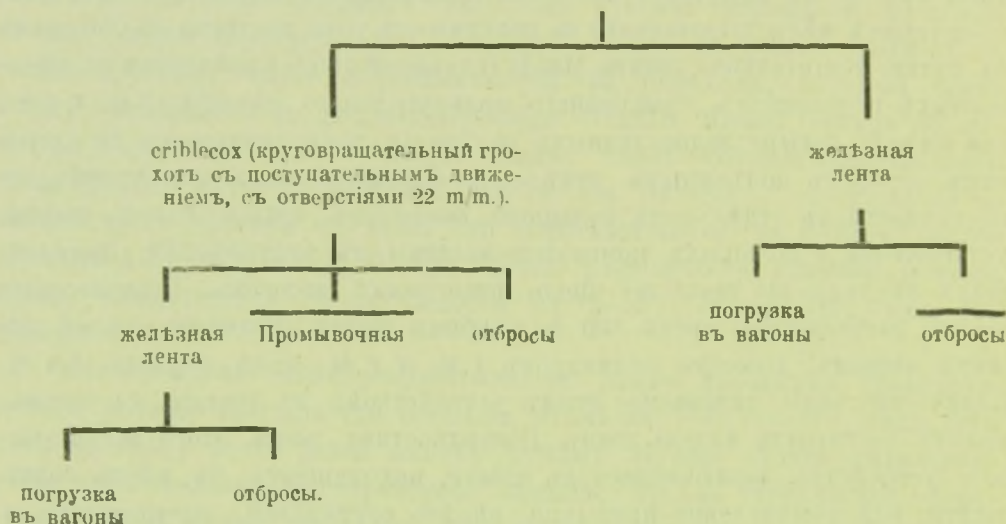 criblecox (круговращательный гро-
хотъ съ поступательнымъ движе-
ніемъ, съ отверстіями 22 m/m.).
желѣзная
лента
желѣзная
лента
Промывочная
отбросы
погрузка
въ вагоны
отбросы
погрузка
въ вагоны
отбросы.